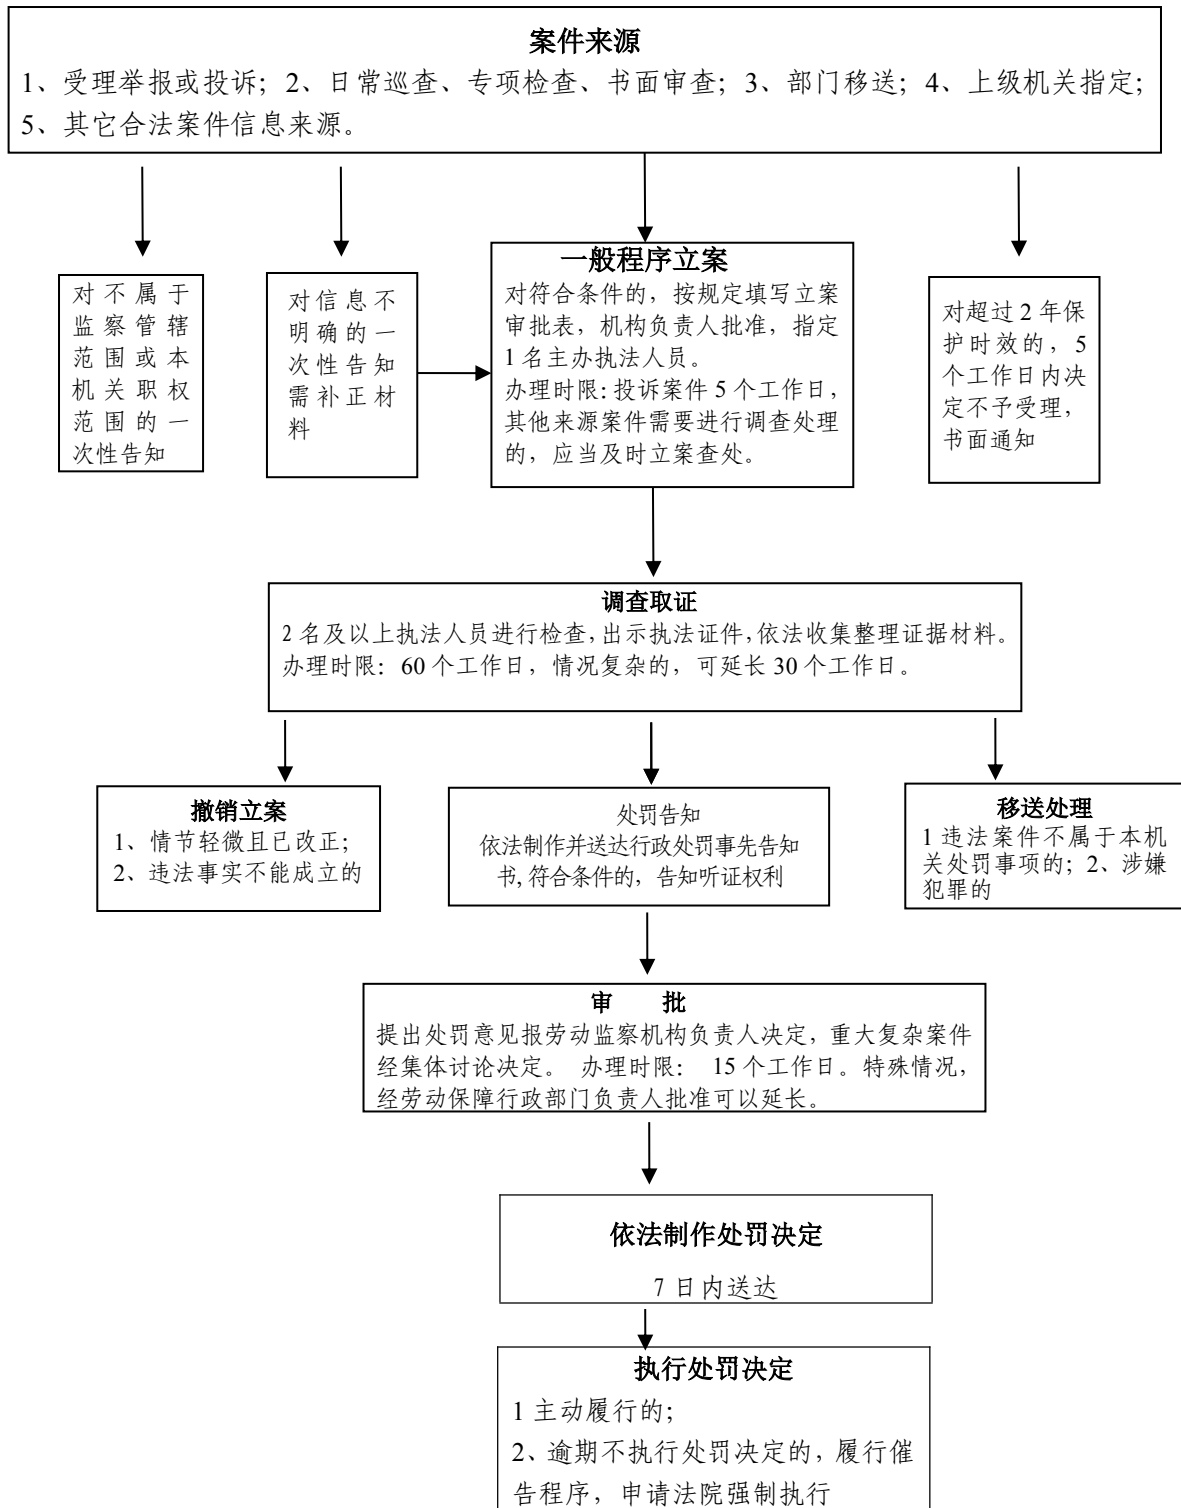 案件来源
1、受理举报或投诉；2、日常巡查、专项检查、书面审查；3、部门移送；4、上级机关指定；
5、其它合法案件信息来源。
对不属于
监察管辖
范围或本
机关职权
范围的一
次性告知
对信息不
明确的一
次性告知
需补正材
料
一般程序立案
对符合条件的，按规定填写立案
审批表，机构负责人批准，指定
1名主办执法人员。
办理时限：投诉案件 5 个工作日，
其他来源案件需要进行调查处理
的，应当及时立案查处。
对超过 2 年保
护时效的，5
个工作日内决
定不予受理，
书面通知
调查取证
2 名及以上执法人员进行检查，出示执法证件，依法收集整理证据材料。
办理时限：60 个工作日，情况复杂的，可延长 30 个工作日。
撤销立案
1、情节轻微且已改正；
2、违法事实不能成立的
处罚告知
依法制作并送达行政处罚事先告知
书，符合条件的，告知听证权利
移送处理
1 违法案件不属于本机
关处罚事项的；2、涉嫌
犯罪的
审 批
提出处罚意见报劳动监察机构负责人决定，重大复杂案件
经集体讨论决定。 办理时限： 15 个工作日。特殊情况，
经劳动保障行政部门负责人批准可以延长。
依法制作处罚决定
7 日内送达
执行处罚决定
1 主动履行的；
2、逾期不执行处罚决定的，履行催
告程序，申请法院强制执行